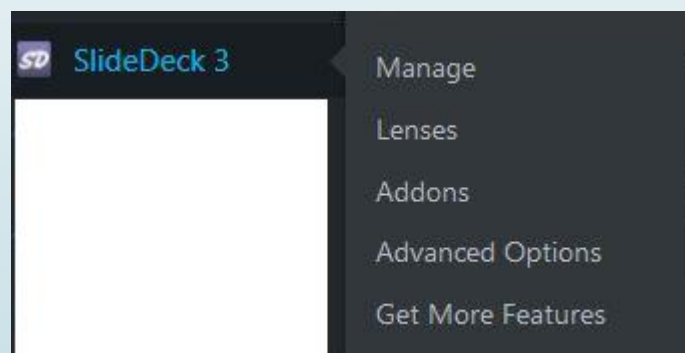 SD SlideDeck 3
Manage
Lenses
Addons
Advanced Options
Get More Features